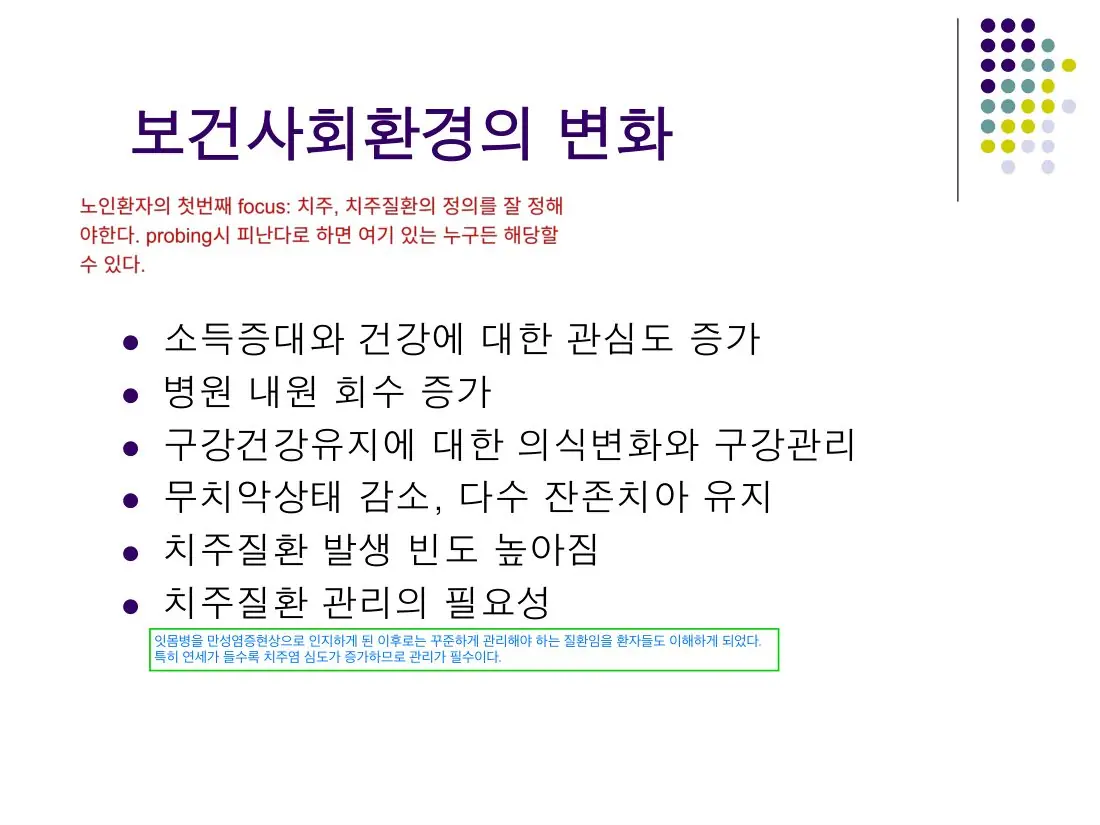 보건사회환경의 변화
노인환자의 첫번째 focus: 치주, 치주질환의 정의를 잘 정해
야한다. probing시 피난다로 하면 여기 있는 누구든 해당할
수 있다.
● 소득증대와 건강에 대한 관심도 증가
● 병원 내원 회수 증가
● 구강건강유지에 대한 의식변화와 구강관리
● 무치악상태 감소, 다수 잔존치아 유지
● 치주질환 발생 빈도 높아짐
● 치주질환 관리의 필요성
잇몸병을 만성염증현상으로 인지하게 된 이후로는 꾸준하게 관리해야 하는 질환임을 환자들도 이해하게 되었다.
특히 연세가 들수록 치주염 심도가 증가하므로 관리가 필수이다.